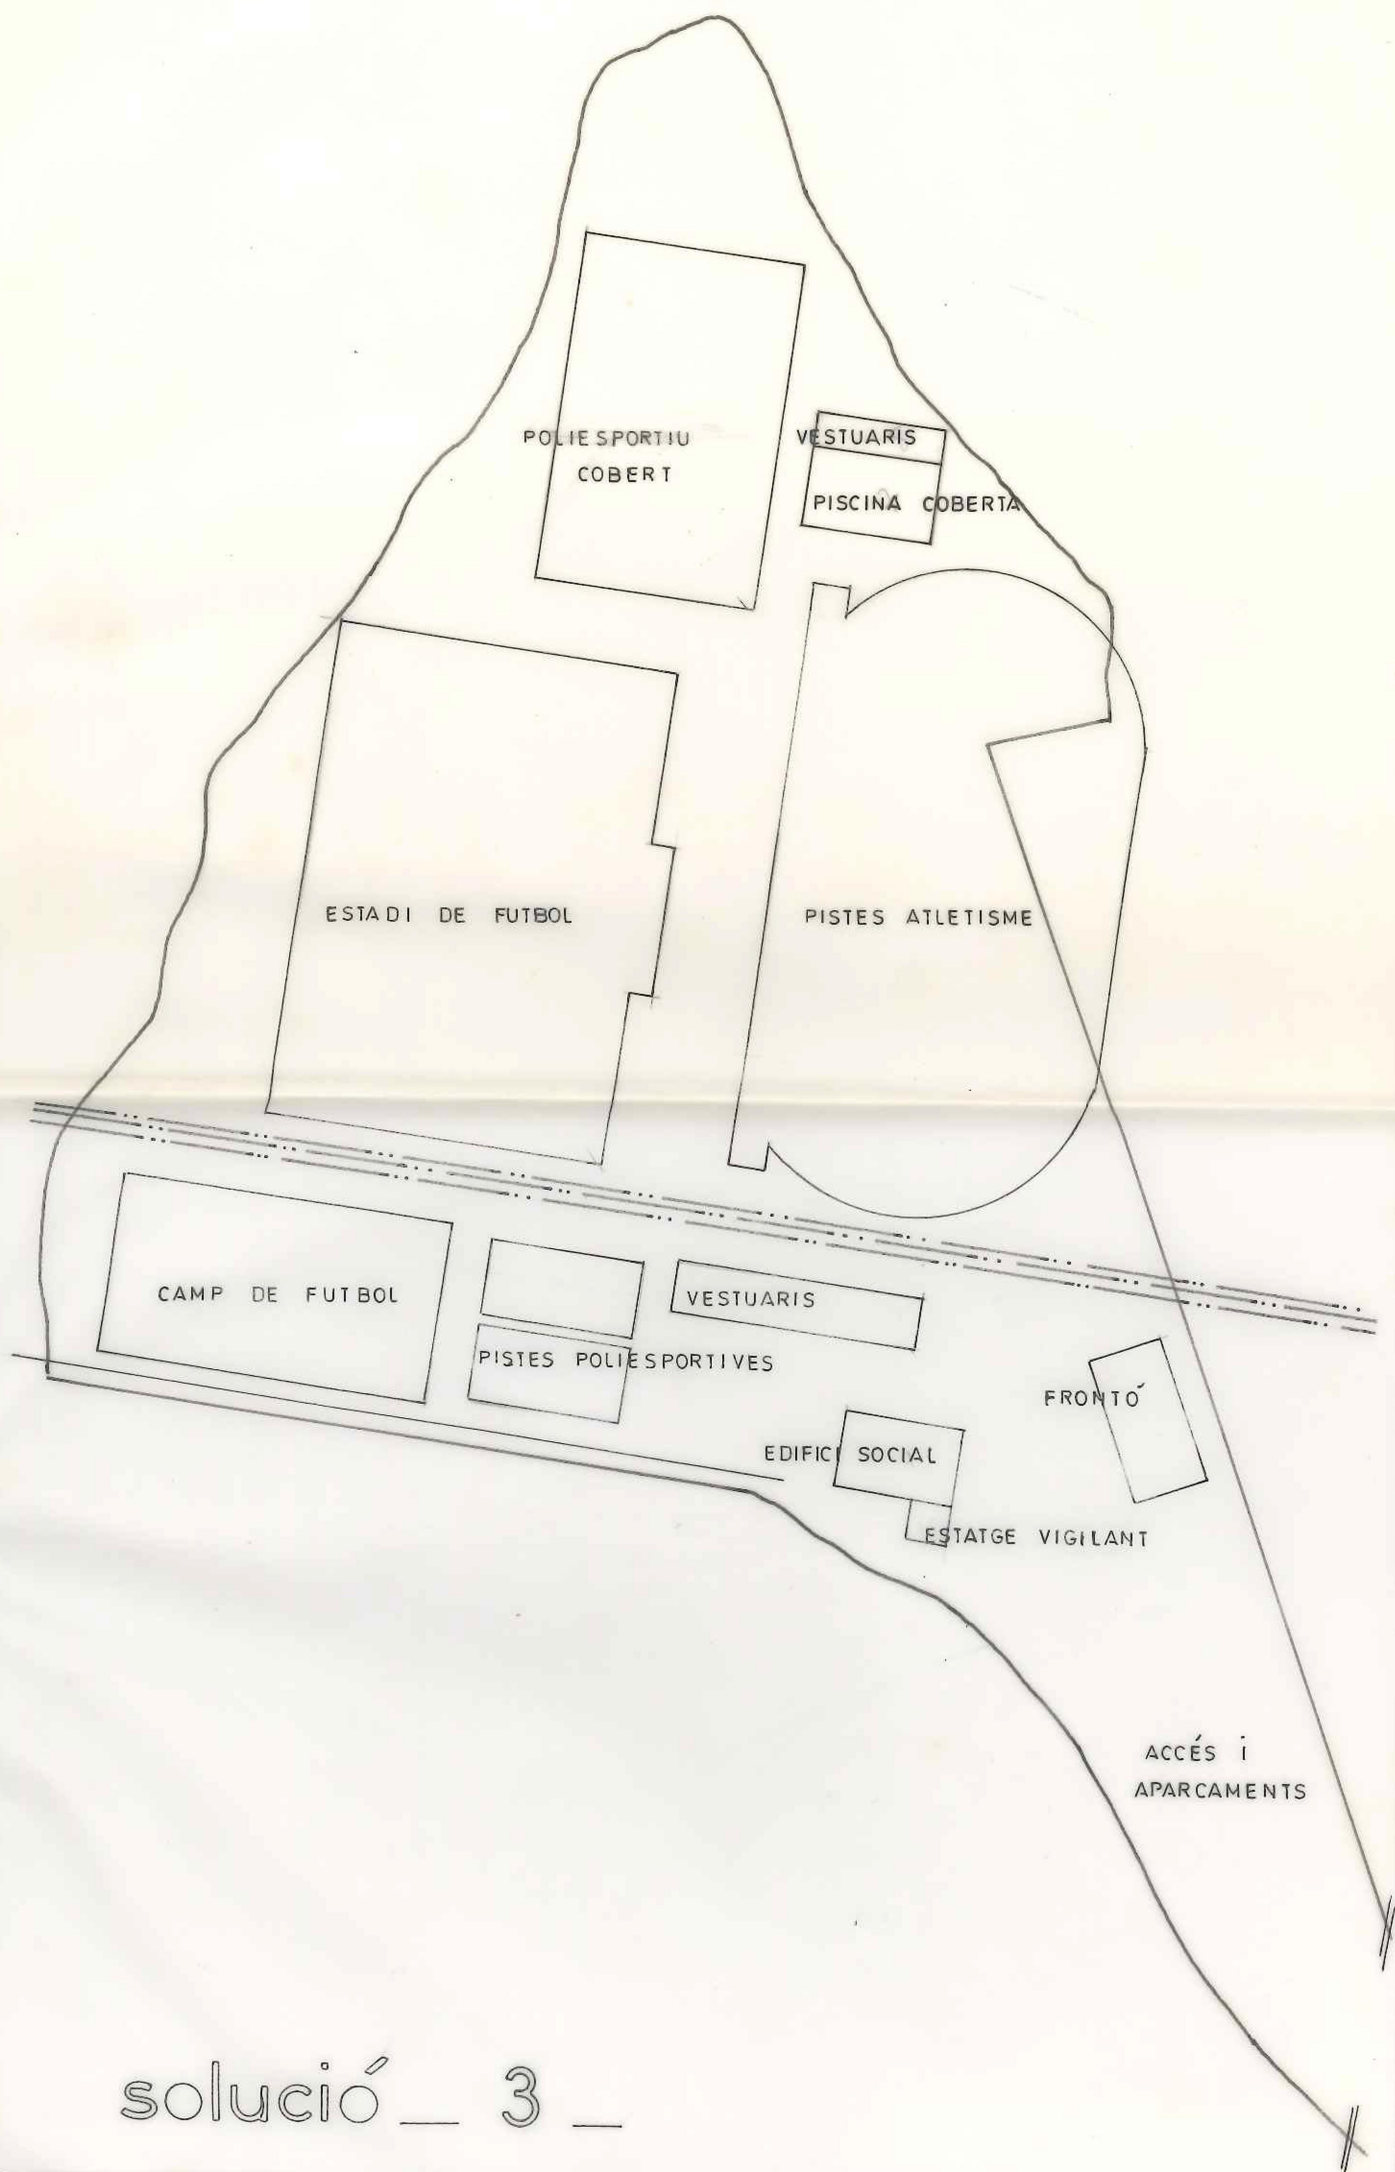 POLIESPORTIU
COBERT
VESTUARIS
PISCINA COBERTA
ESTADI DE FUTBOL
PISTES ATLETISME
CAMP DE FUTBOL
VESTUARIS
PISTES POLIESPORTIVES
FRONTÓ
EDIFICI SOCIAL
ESTATGE VIGILANT
ACCÉS i
APARCAMENTS
solució _ 3 _